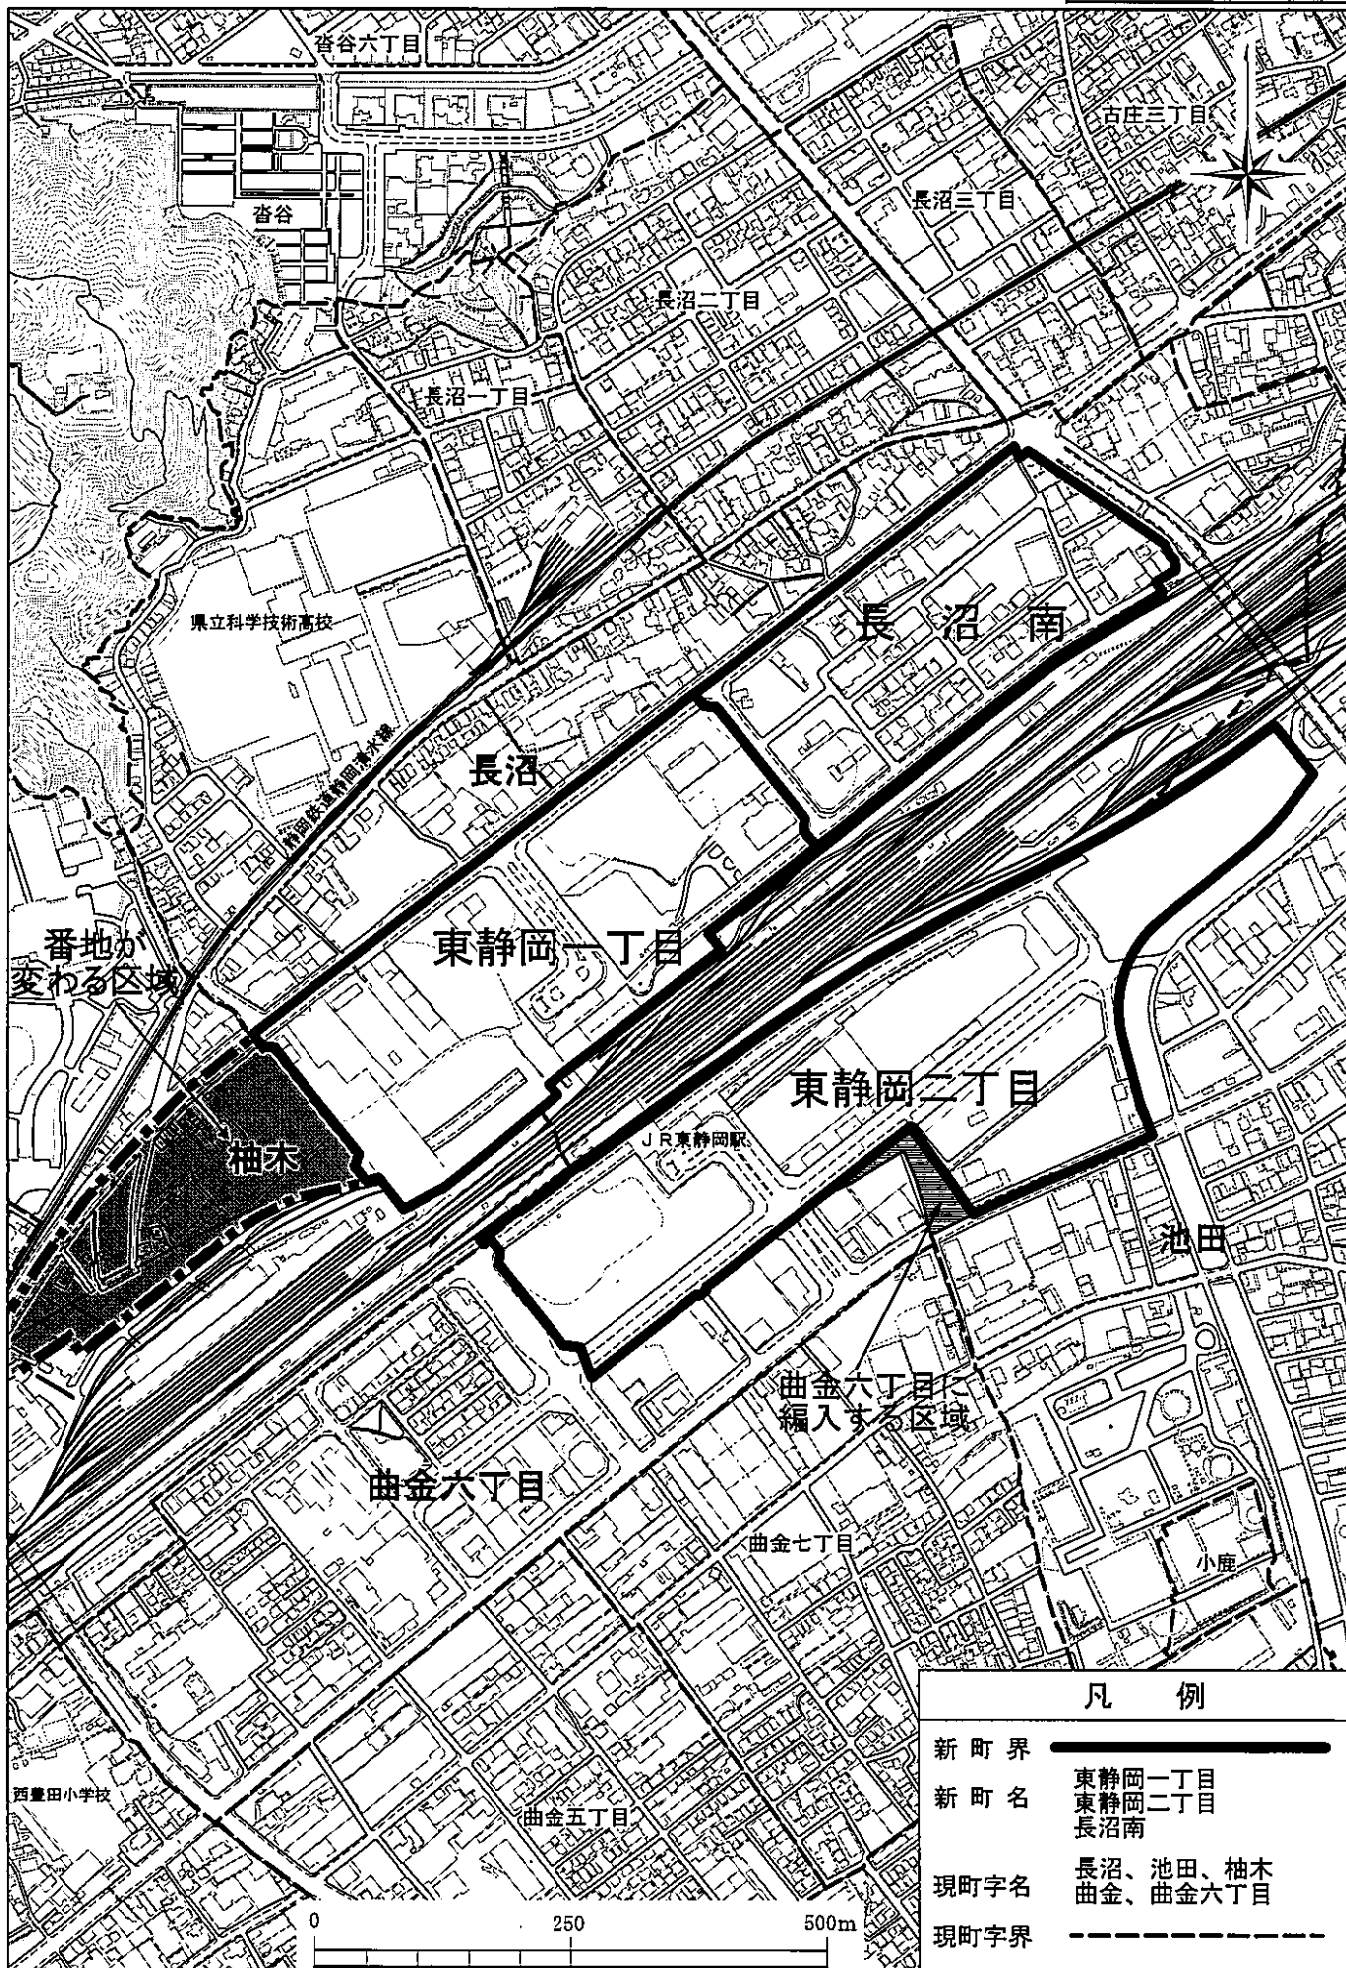 沓谷六丁目
古庄三丁目
沓谷
長沼三丁目
長沼二丁目
長沼一丁目
県立科学技術高校
長沼南
静岡鉄道静岡清水線
長沼
番地が
変わる区域
東静岡一丁目
東静岡二丁目
JR東静岡駅
柚木
池田
曲金六丁目に
編入する区域
曲金六丁目
曲金七丁目
小鹿
西豊田小学校
曲金五丁目
凡 例
新町界
新町名 東静岡一丁目
東静岡二丁目
長沼南
現町字名 長沼、池田、柚木
曲金、曲金六丁目
現町字界
0 250 500m